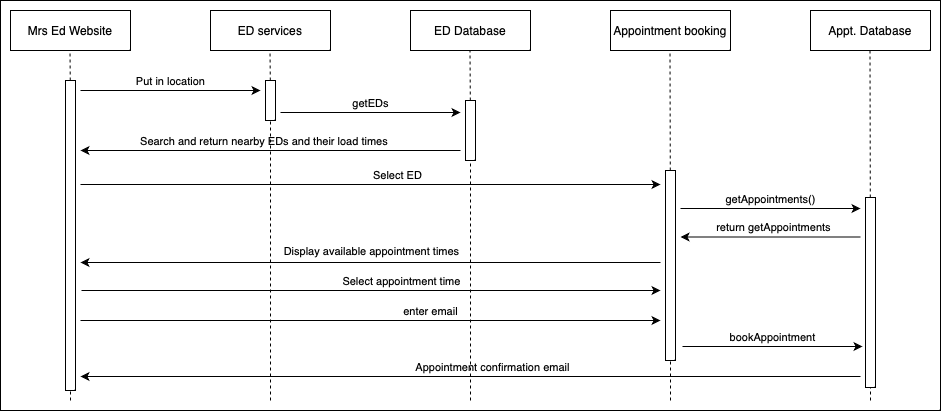 Mrs Ed Website
ED services
ED Database
Appointment booking
Appt. Database
Put in location
getEDs
Search and return nearby EDs and their load times
Select ED
getAppointments()
return getAppointments
Display available appointment times
Select appointment time
enter email
bookAppointment
Appointment confirmation email